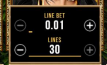 LINE BET
- 0.01 +
LINES
- 30 +